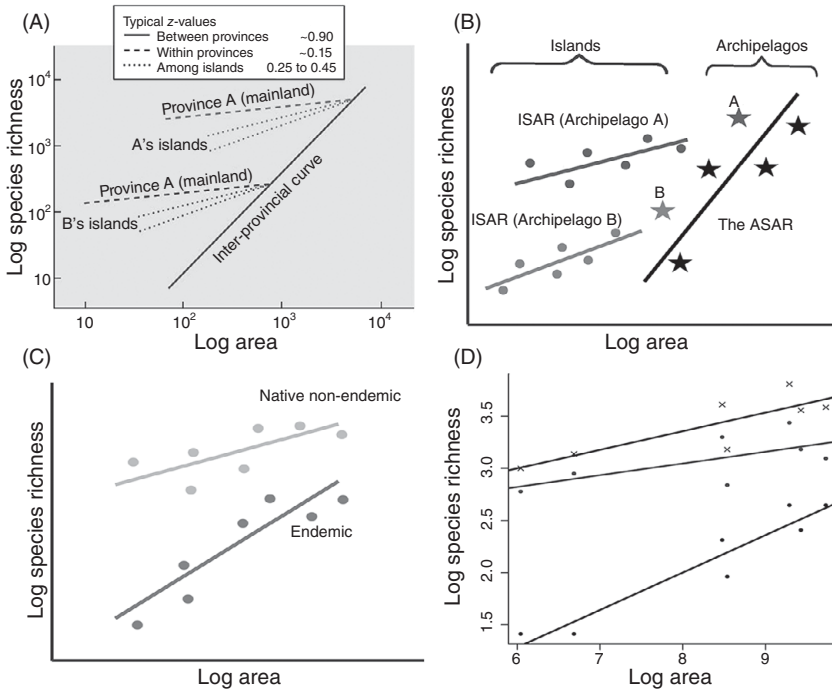 (A)
Typical z-values
Between provinces ~0.90
Within provinces ~0.15
Among islands 0.25 to 0.45
Log species richness
10⁴
10³
10²
10
Province A (mainland)
A's islands
Province A (mainland)
B's islands
Inter-provincial curve
10 10² 10³ 10⁴
Log area
(B)
Islands
Archipelagos
Log species richness
ISAR (Archipelago A)
A
B
ISAR (Archipelago B)
The ASAR
Log area
(C)
Log species richness
Native non-endemic
Endemic
Log area
(D)
Log species richness
3.5
3.0
2.5
2.0
1.5
6 7 8 9
Log area